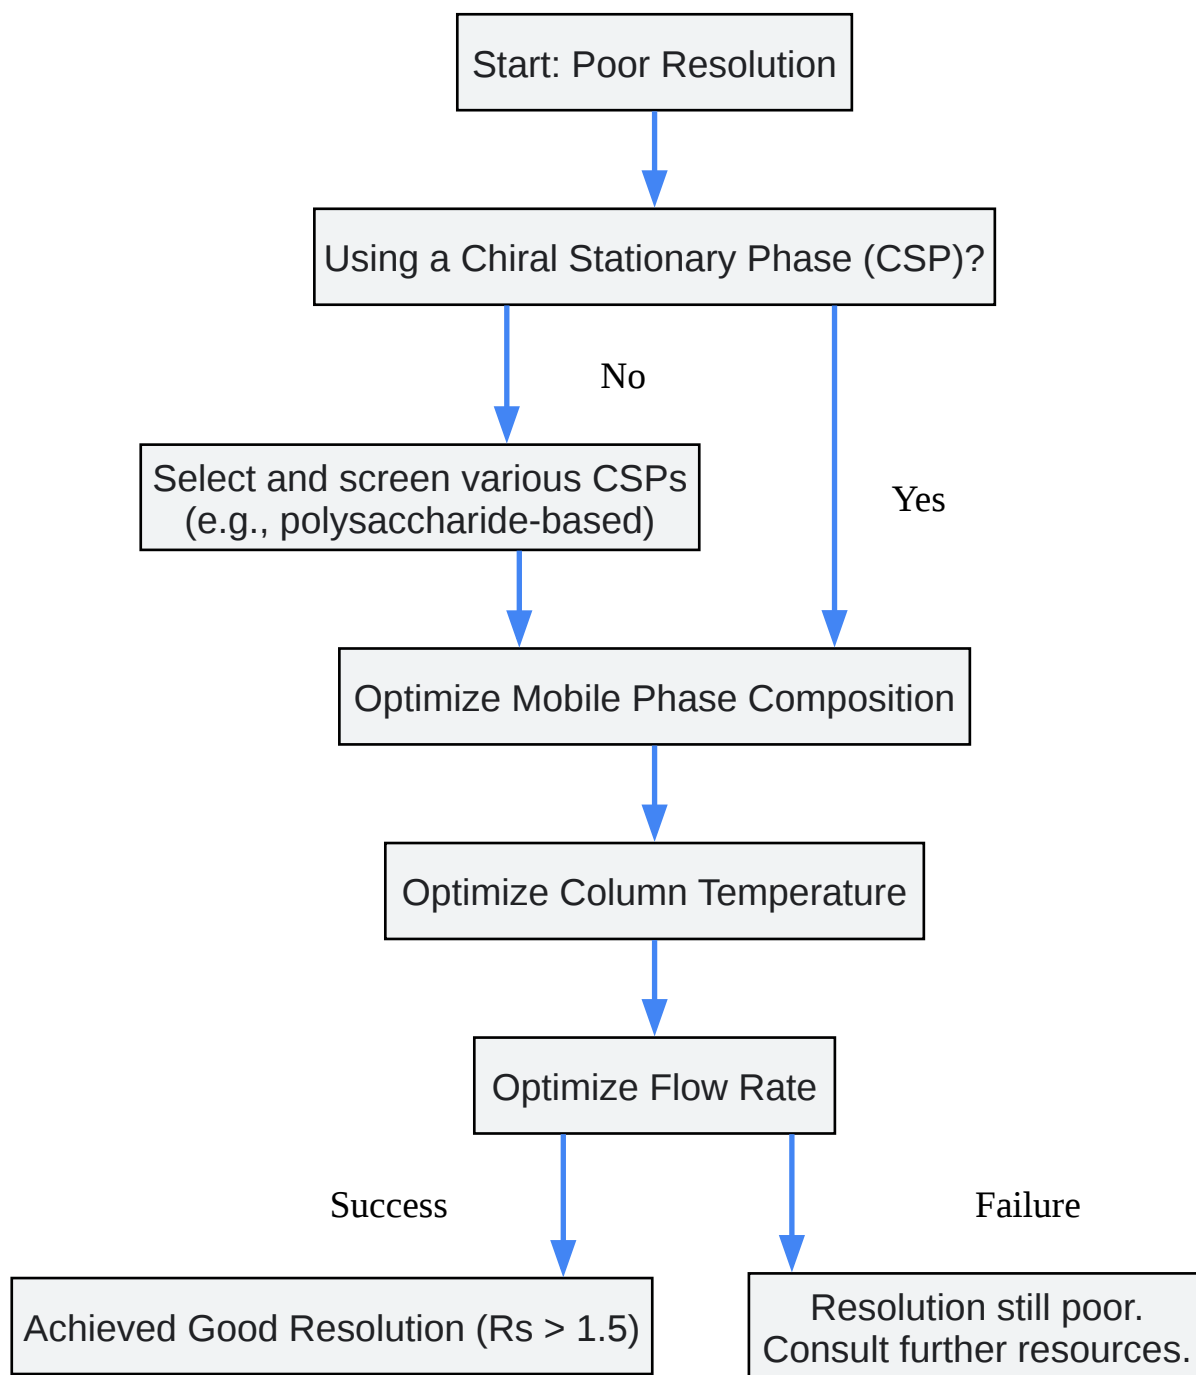 Start: Poor Resolution
Using a Chiral Stationary Phase (CSP)?
No
Select and screen various CSPs
(e.g., polysaccharide-based)
Yes
Optimize Mobile Phase Composition
Optimize Column Temperature
Optimize Flow Rate
Success
Failure
Achieved Good Resolution (Rs > 1.5)
Resolution still poor.
Consult further resources.